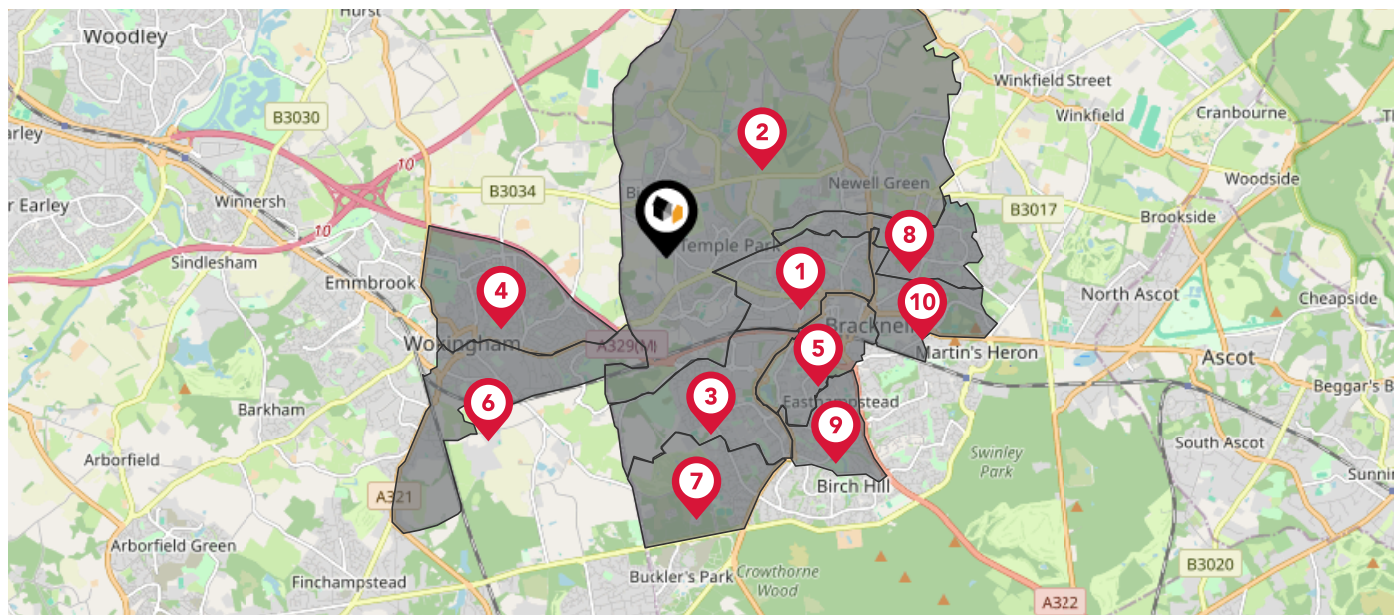 Hurst
Woodley
Winkfield Street
B3030
Winkfield
Cranbourne
arley
2
10
B3034
Newell Green
Woodside
r Earley
Winnersh
B3017
Brookside
10
Temple Park
8
Sindlesham
Emmbrook
1
4
10
North Ascot
Cheapside
Wokingham
A329(M)
Bracknell
5
Martin's Heron
Ascot
Beggar's B
3
6
Easthampstead
Barkham
9
South Ascot
Arborfield
Swinley
Park
Sunnin
7
Birch Hill
A321
Arborfield Green
Finchampstead
Buckler's Park
Crowthorne
Wood
B3020
A322